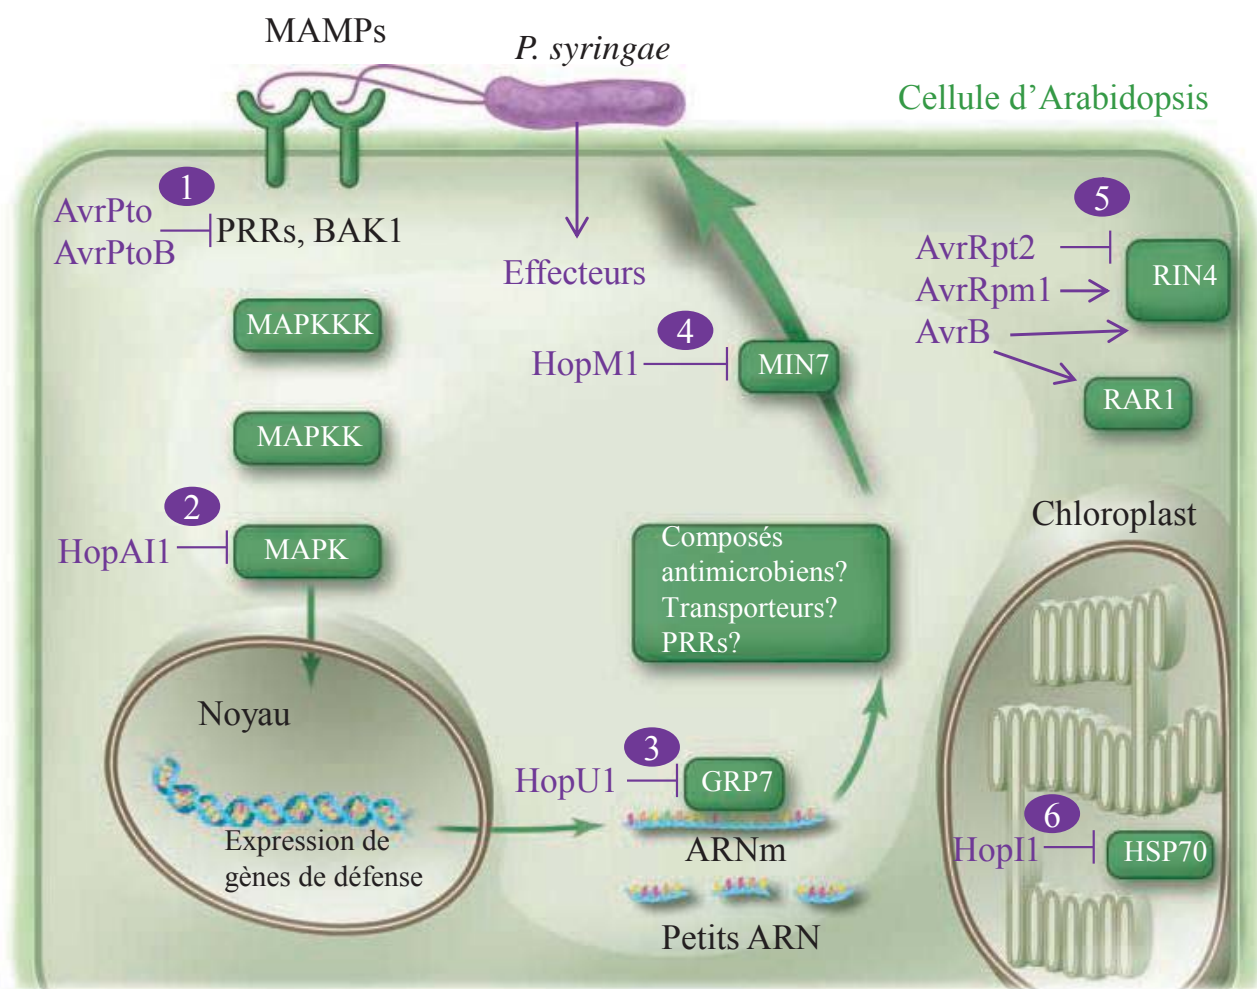 MAMPs
P. syringae
Cellule d'Arabidopsis
1
AvrPto
AvrPtoB
PRRs, BAK1
Effecteurs
5
AvrRpt2
AvrRpm1
AvrB
RIN4
RAR1
MAPKKK
MAPKK
4
HopM1
MIN7
2
HopAI1
MAPK
Composés
antimicrobiens?
Transporteurs?
PRRs?
Chloroplast
Noyau
Expression de
gènes de défense
3
HopU1
GRP7
ARNm
Petits ARN
6
HopI1
HSP70